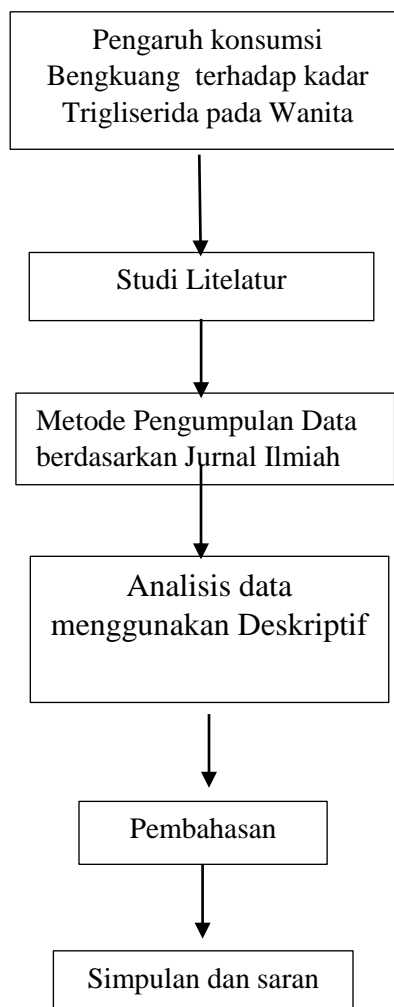 Pengaruh konsumsi
Bengkuang terhadap kadar
Trigliserida pada Wanita
Studi Litelatur
Metode Pengumpulan Data
berdasarkan Jurnal Ilmiah
Analisis data
menggunakan Deskriptif
Pembahasan
Simpulan dan saran